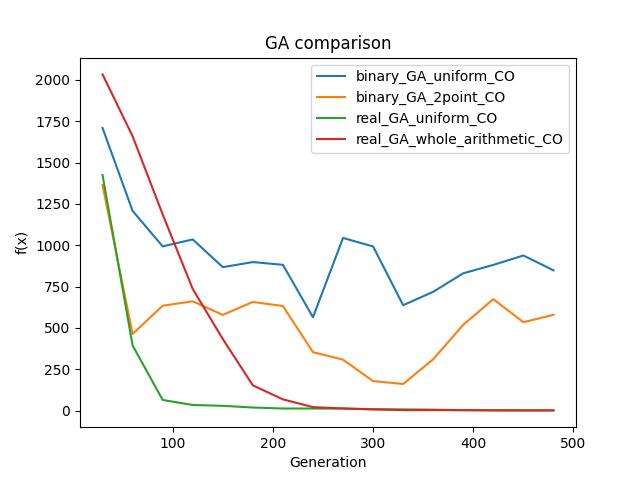 GA comparison
binary_GA_uniform_CO
binary_GA_2point_CO
real_GA_uniform_CO
real_GA_whole_arithmetic_CO
f(x)
2000
1750
1500
1250
1000
750
500
250
0
100 200 300 400 500
Generation